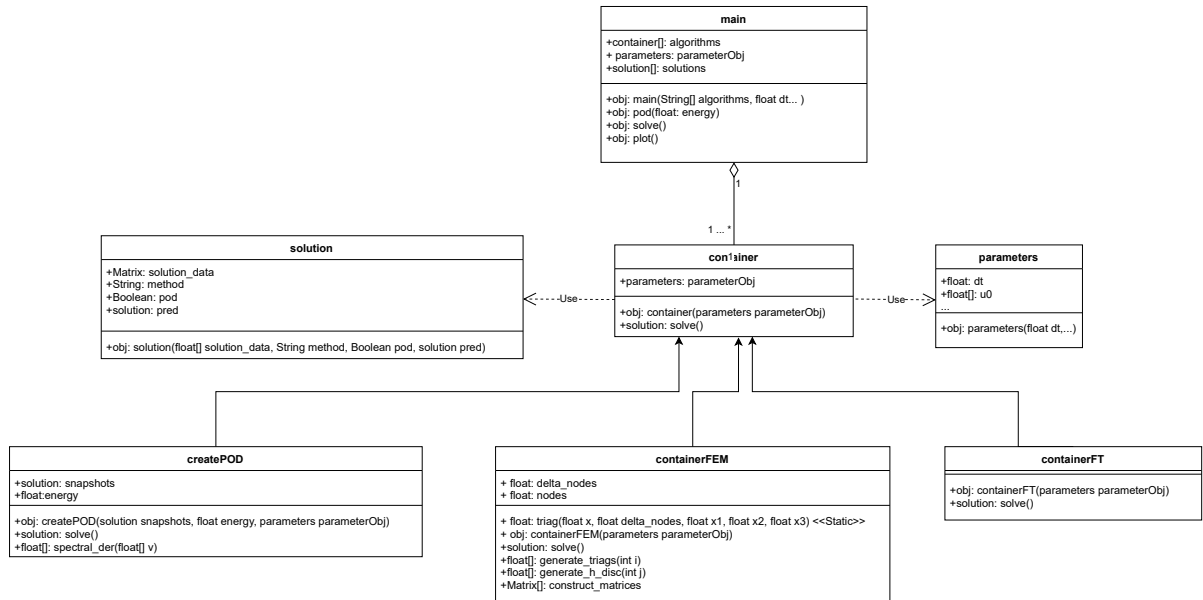 main
+container[]: algorithms
+ parameters: parameterObj
+solution[]: solutions
+obj: main(String[] algorithms, float dt... )
+obj: pod(float: energy)
+obj: solve()
+obj: plot()
1
1 ... *
solution
+Matrix: solution_data
+String: method
+Boolean: pod
+solution: pred
+obj: solution(float[] solution_data, String method, Boolean pod, solution pred)
Use
+parameters: parameterObj
+obj: container(parameters parameterObj)
+solution: solve()
Use
parameters
+float: dt
+float[]: u0
...
+obj: parameters(float dt,...)
createPOD
+solution: snapshots
+float:energy
+obj: createPOD(solution snapshots, float energy, parameters parameterObj)
+solution: solve()
+float[]: spectral_der(float[] v)
containerFEM
+ float: delta_nodes
+ float: nodes
+ float: triag(float x, float delta_nodes, float x1, float x2, float x3) <<Static>>
+ obj: containerFEM(parameters parameterObj)
+solution: solve()
+float[]: generate_triags(int i)
+float[]: generate_h_disc(int j)
+Matrix[]: construct_matrices
containerFT
+obj: containerFT(parameters parameterObj)
+solution: solve()